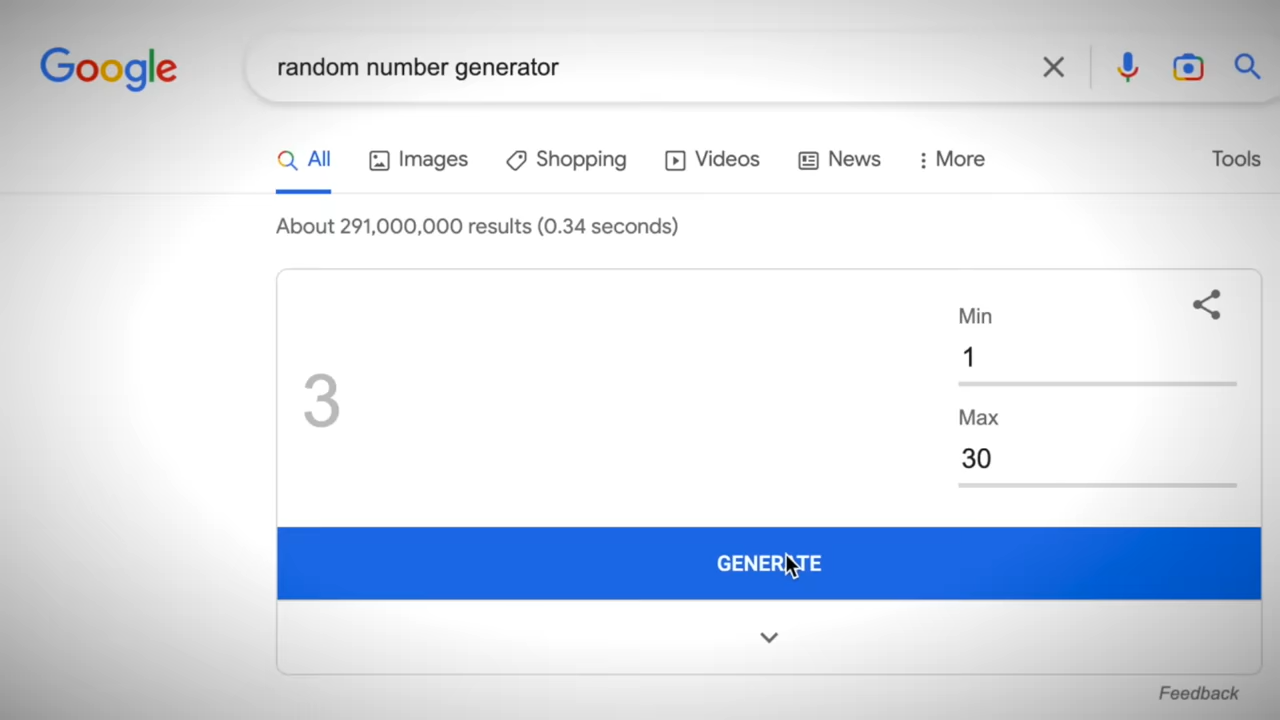 Google
random number generator
All Images Shopping Videos News More Tools
About 291,000,000 results (0.34 seconds)
Min
1
3
Max
30
GENERATE
Feedback